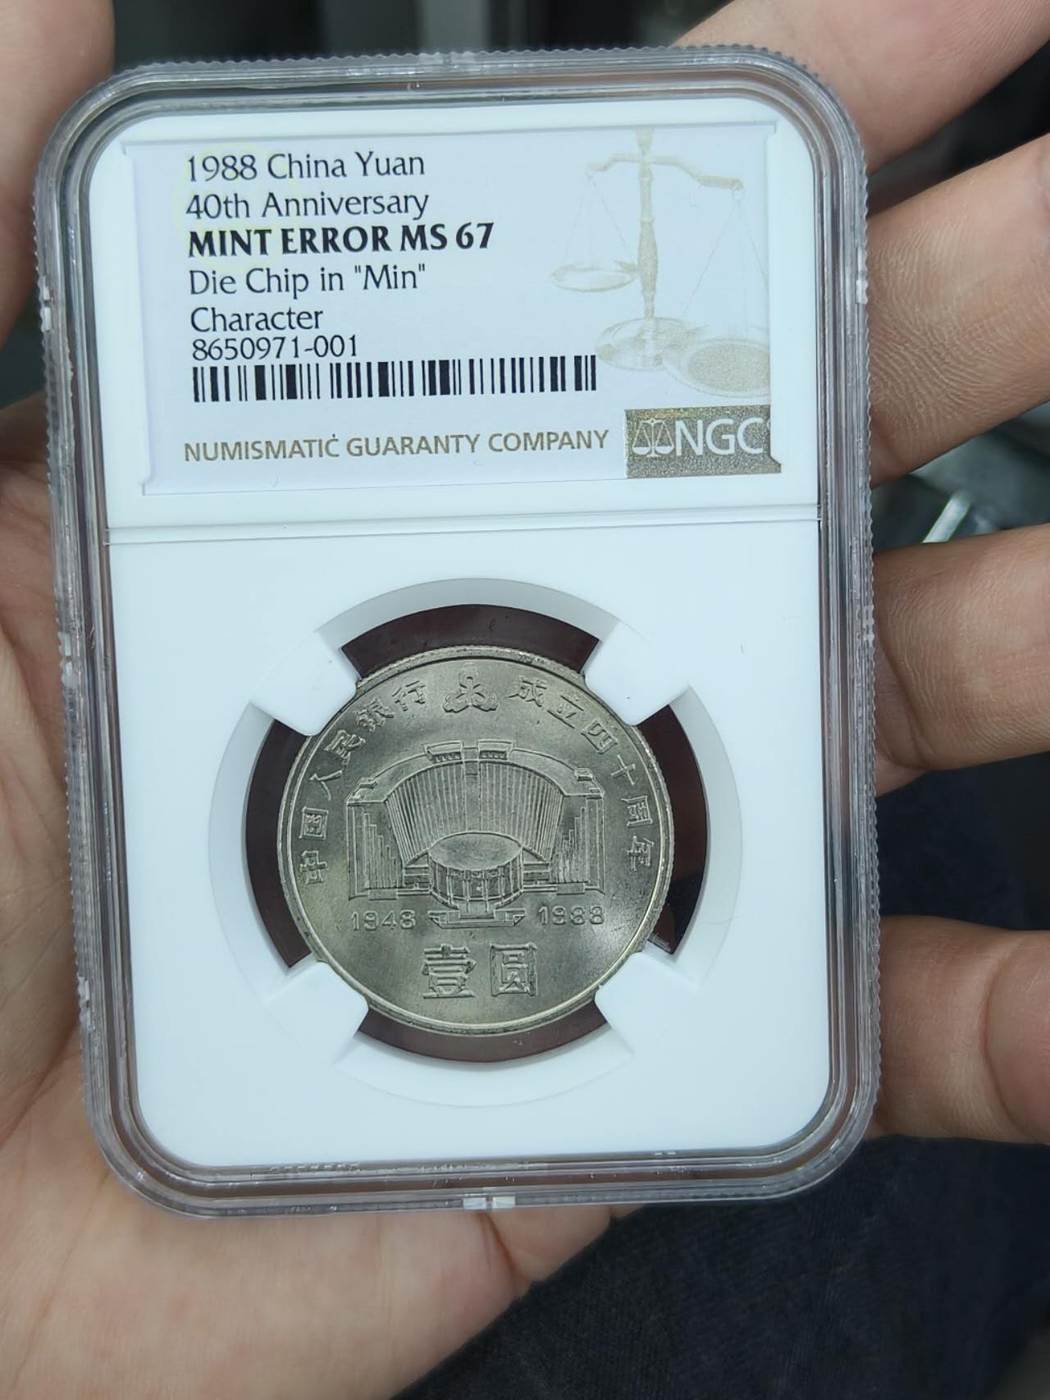 1988 China Yuan
40th Anniversary
MINT ERROR MS 67
Die Chip in "Min"
Character
8650971-001
NUMISMATIC GUARANTY COMPANY
NGC
中国人民银行 成立四十周年
1948 1988
壹圆